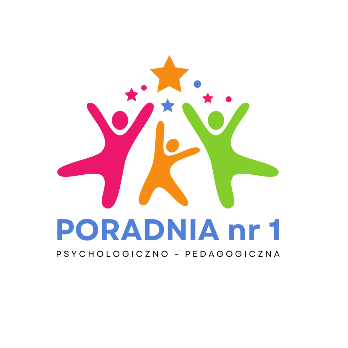 PORADNIA nr 1
PSYCHOLOGICZNO - PEDAGOGICZNA